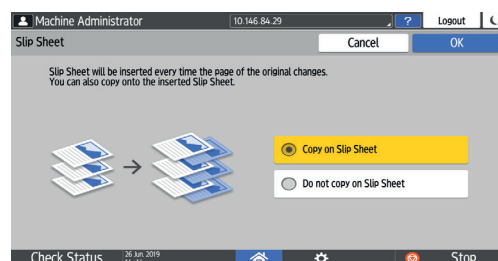 Machine Administrator 10.146.84.29 ? Logout
Slip Sheet Cancel OK
Slip Sheet will be inserted every time the page of the original changes.
You can also copy onto the inserted Slip Sheet.
Copy on Slip Sheet
Do not copy on Slip Sheet
Check Status 26 Jun. 2019 Stop